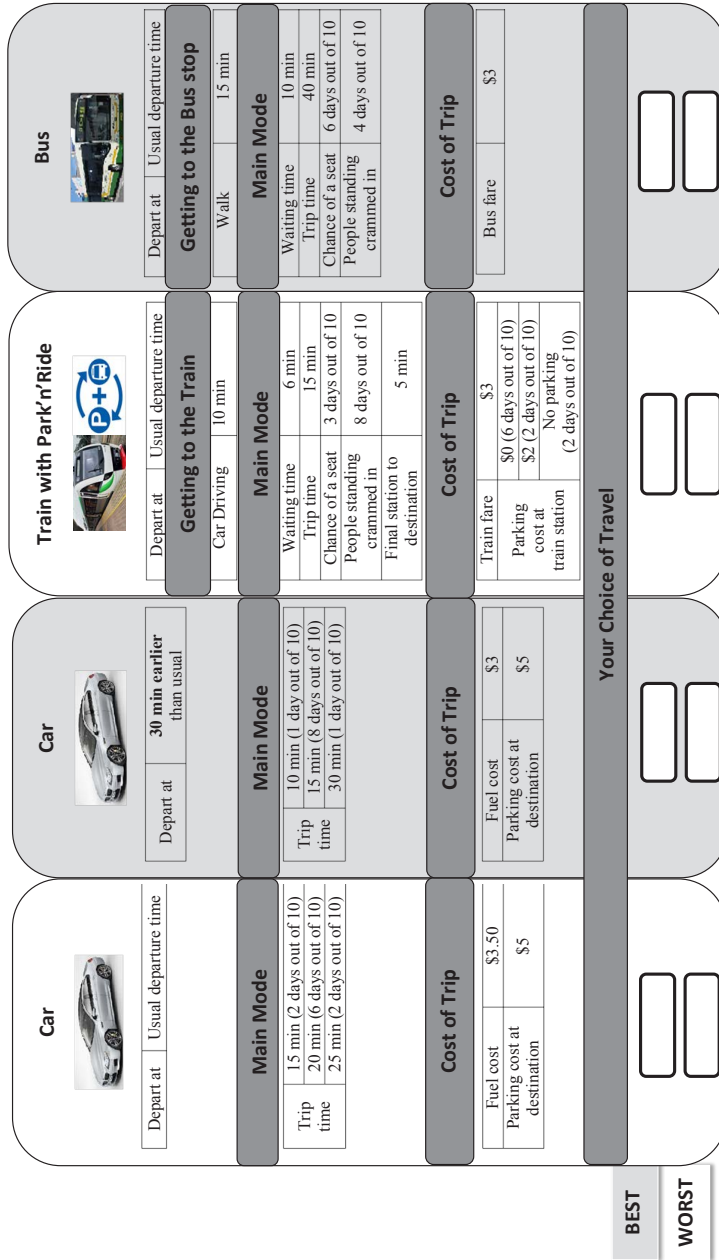 Car
Depart at
Usual departure time
Main Mode
Trip
time
15 min (2 days out of 10)
20 min (6 days out of 10)
25 min (2 days out of 10)
Cost of Trip
Fuel cost
$3.50
Parking cost at
destination
$5
Car
Depart at
30 min earlier
than usual
Main Mode
Trip
time
10 min (1 day out of 10)
15 min (8 days out of 10)
30 min (1 day out of 10)
Cost of Trip
Fuel cost
$3
Parking cost at
destination
$5
Train with Park'n'Ride
P+
Depart at
Usual departure time
Getting to the Train
Car Driving
10 min
Main Mode
Waiting time
6 min
Trip time
15 min
Chance of a seat
3 days out of 10
People standing
crammed in
8 days out of 10
Final station to
destination
5 min
Cost of Trip
Train fare
$3
Parking
cost at
train station
$0 (6 days out of 10)
$2 (2 days out of 10)
No parking
(2 days out of 10)
Bus
Depart at
Usual departure time
Getting to the Bus stop
Walk
15 min
Main Mode
Waiting time
10 min
Trip time
40 min
Chance of a seat
6 days out of 10
People standing
crammed in
4 days out of 10
Cost of Trip
Bus fare
$3
Your Choice of Travel
BEST
WORST